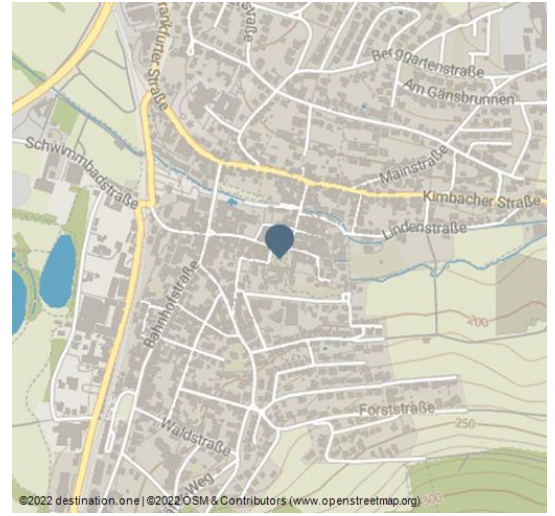 Frankfurter Straße
Berggartenstraße
Am Gänsbrunnen
Mainstraße
Schwimmbadstraße
Kimbacher Straße
Lindenstraße
Bahnhofstraße
200
Forststraße
250
Waldstraße
Weg
300
©2022 destination.one | ©2022 OSM & Contributors (www.openstreetmap.org)